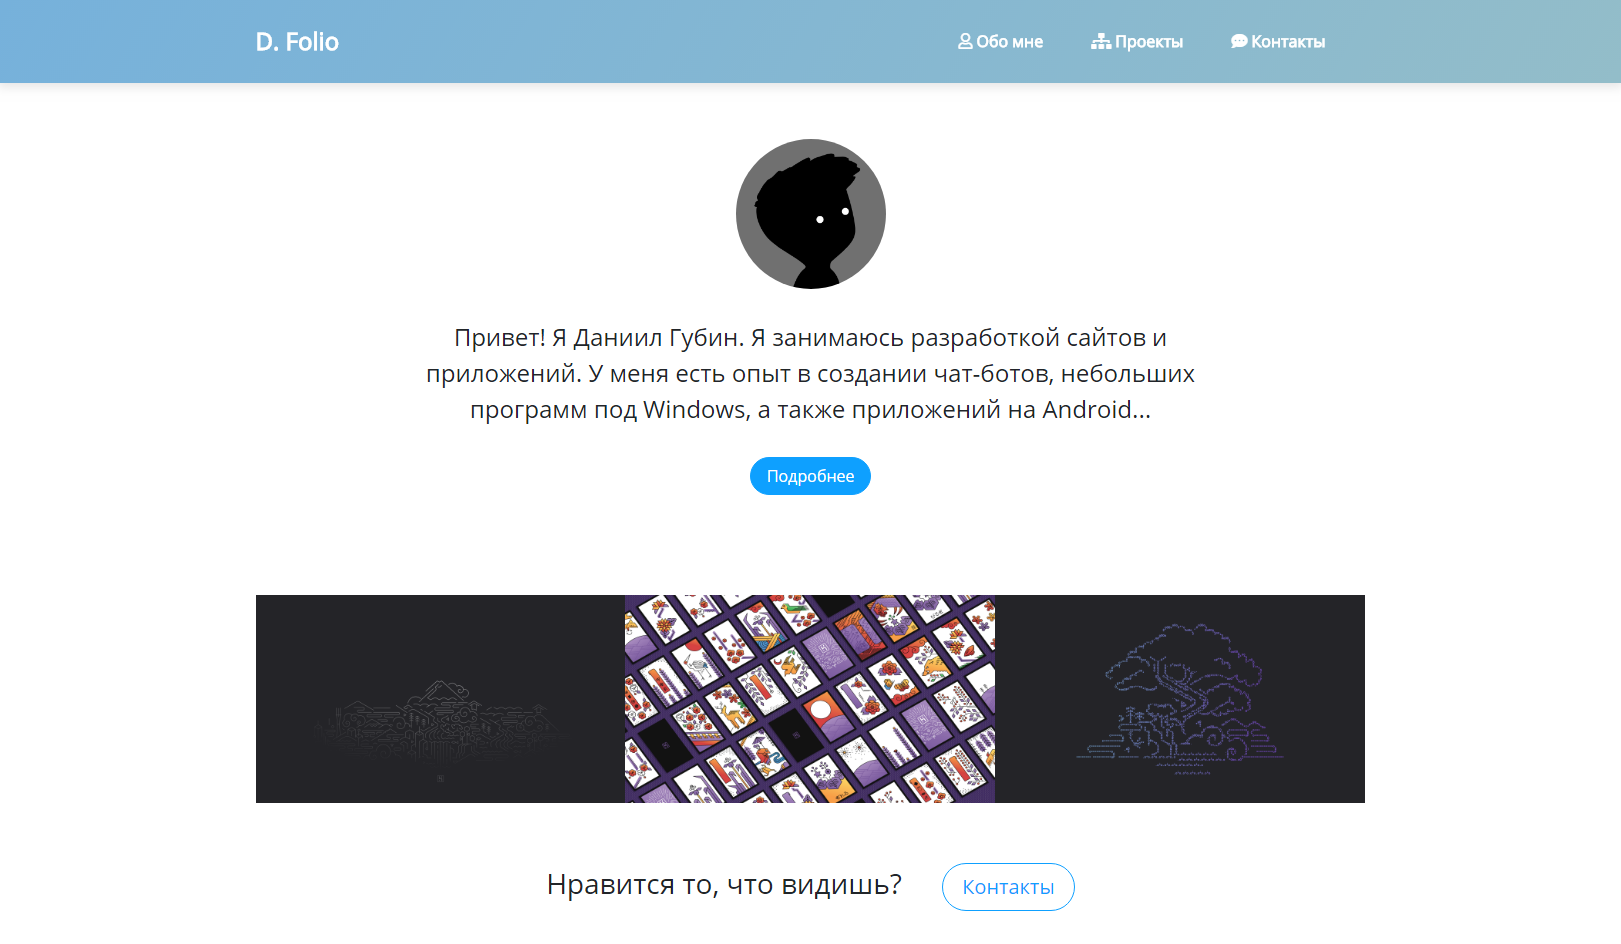 D. Folio
Обо мне
Проекты
Контакты
Привет! Я Даниил Губин. Я занимаюсь разработкой сайтов и
приложений. У меня есть опыт в создании чат-ботов, небольших
программ под Windows, а также приложений на Android...
Подробнее
Нравится то, что видишь?
Контакты